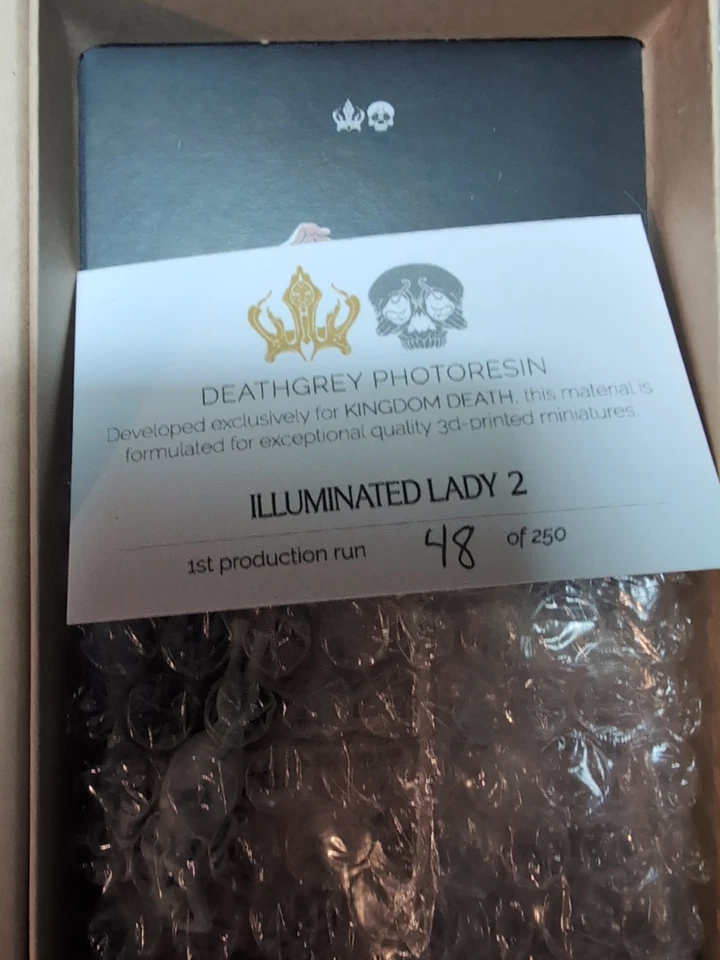 DEATHGREY PHOTORESIN
Developed exclusively for KINGDOM DEATH, this material is
formulated for exceptional quality 3d-printed miniatures
ILLUMINATED LADY 2
1st production run 48 of 250